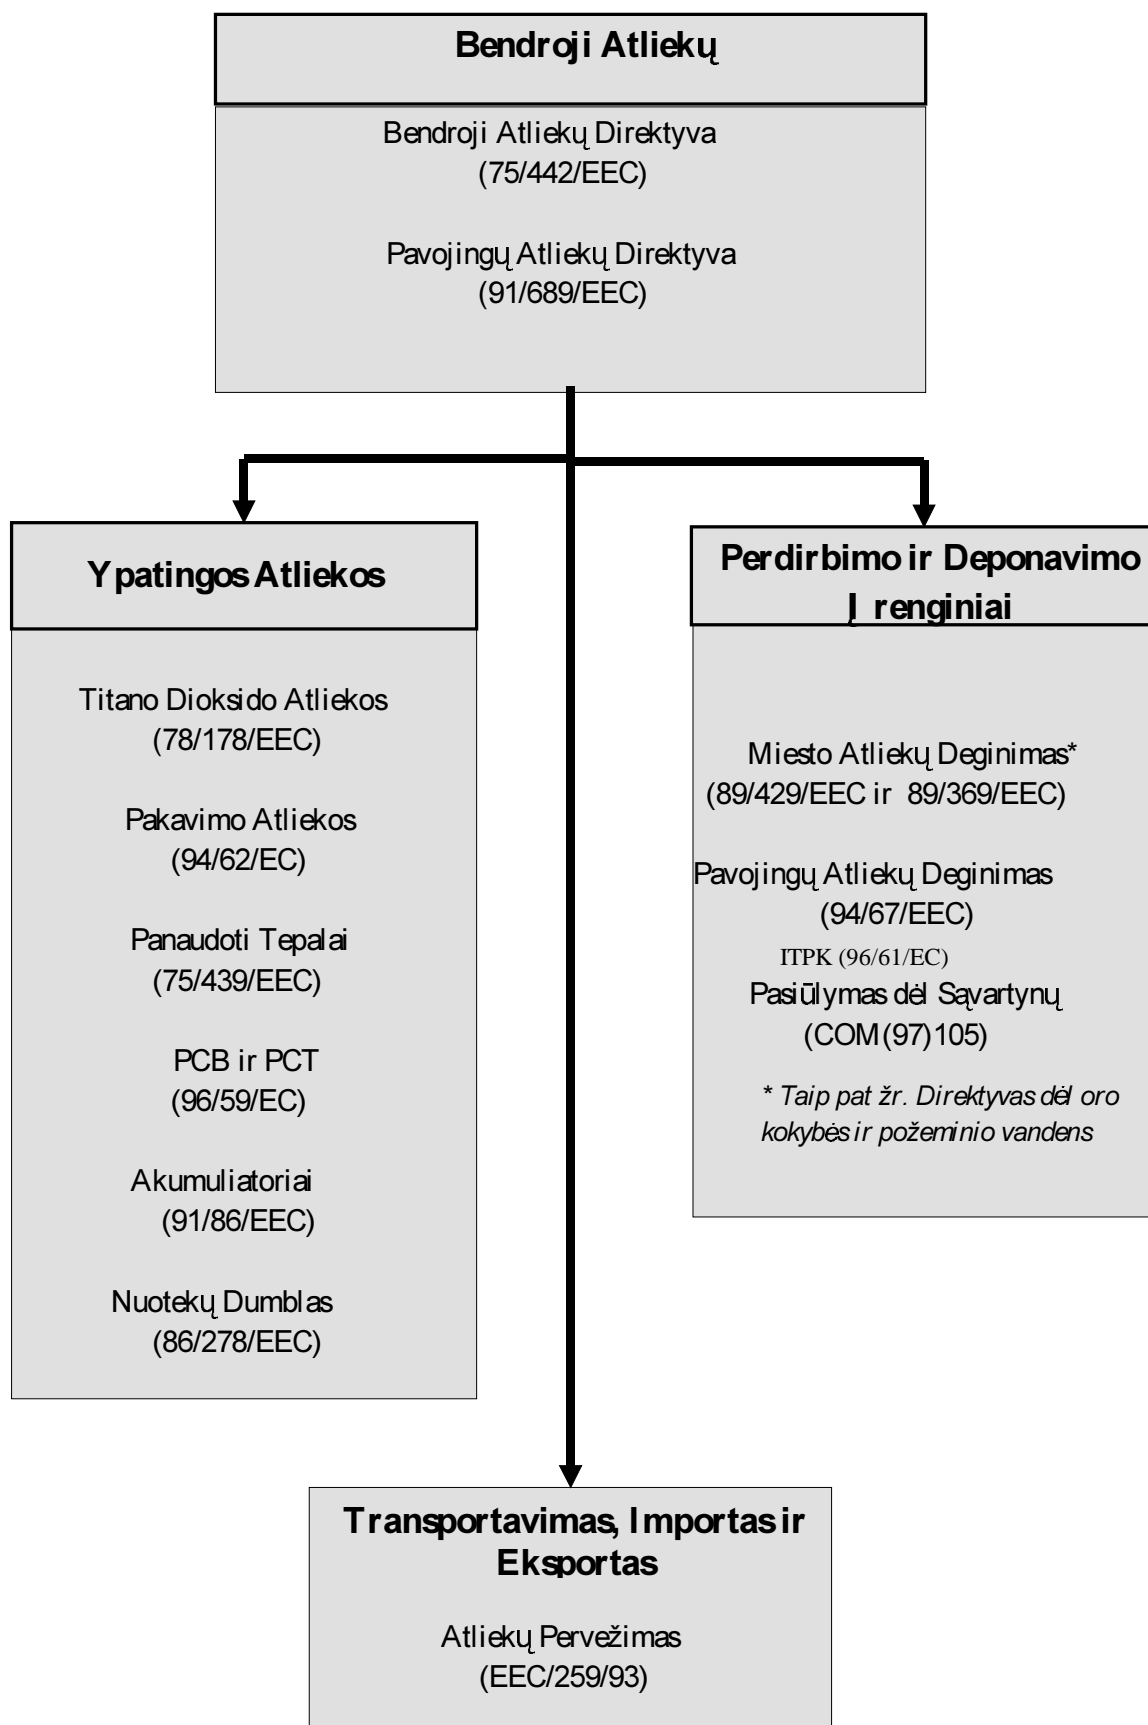 Bendroji Atliekų
Bendroji Atliekų Direktyva
(75/442/EEC)
Pavojingų Atliekų Direktyva
(91/689/EEC)
Ypatingos Atliekos
Titano Dioksido Atliekos
(78/178/EEC)
Pakavimo Atliekos
(94/62/EC)
Panaudoti Tepalai
(75/439/EEC)
PCB ir PCT
(96/59/EC)
Akumuliatoriai
(91/86/EEC)
Nuotekų Dumblas
(86/278/EEC)
Perdirbimo ir Deponavimo
Į renginiai
Miesto Atliekų Deginimas*
(89/429/EEC ir 89/369/EEC)
Pavojingų Atliekų Deginimas
(94/67/EEC)
ITPK (96/61/EC)
Pasiūlymas dėl Sąvartynų
(COM(97)105)
* Taip pat žr. Direktyvas dėl oro
kokybės ir požeminio vandens
Transportavimas, Importas ir
Eksportas
Atliekų Pervežimas
(EEC/259/93)